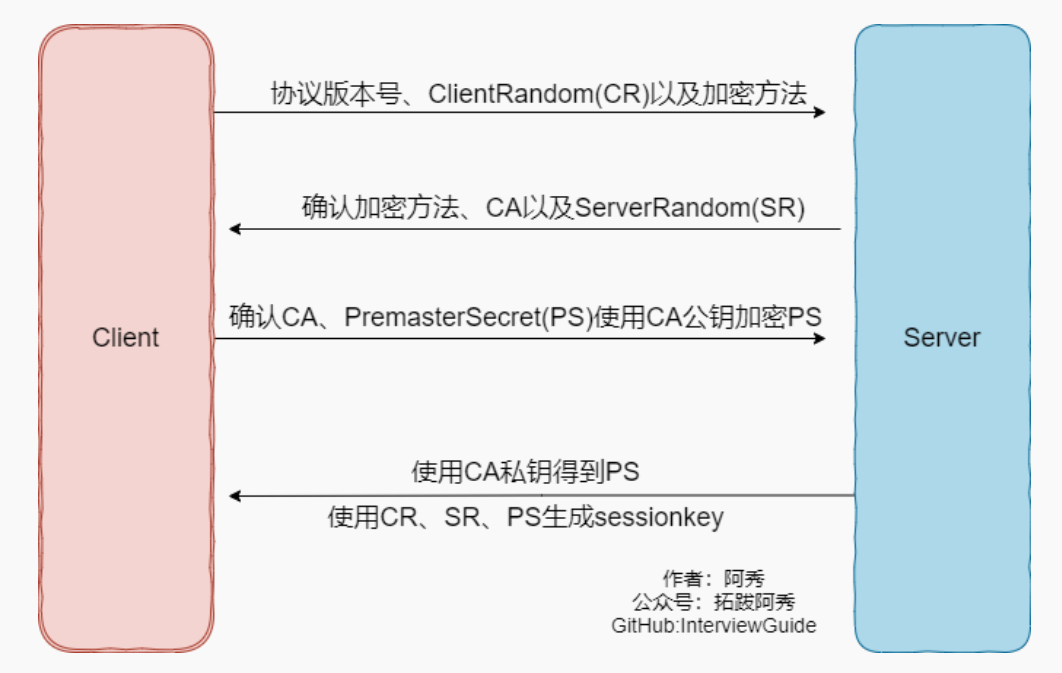 协议版本号、ClientRandom(CR)以及加密方法
确认加密方法、CA以及ServerRandom(SR)
确认CA、PremasterSecret(PS)使用CA公钥加密PS
Client
Server
使用CA私钥得到PS
使用CR、SR、PS生成sessionkey
作者：阿秀
公众号：拓跋阿秀
GitHub:InterviewGuide